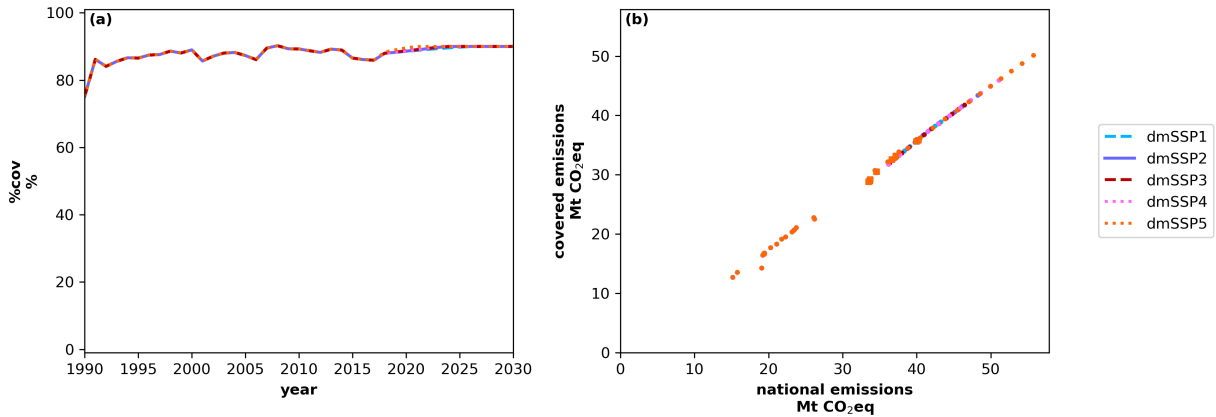 (a)
100
80
60
40
20
0
%cov
%
1990
1995
2000
2005
2010
2015
2020
2025
2030
year
(b)
50
40
30
20
10
0
covered emissions
Mt CO₂eq
0
10
20
30
40
50
national emissions
Mt CO₂eq
dmSSP1
dmSSP2
dmSSP3
dmSSP4
dmSSP5